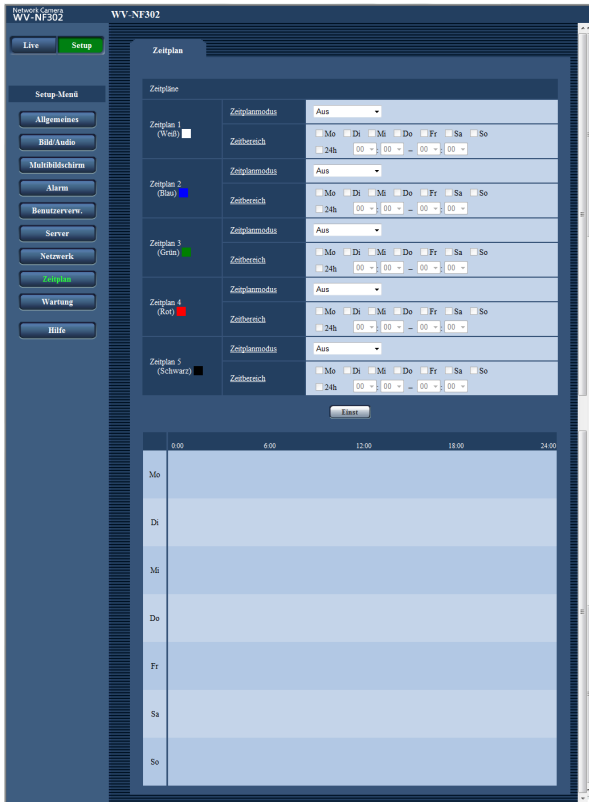 Network Camera
WV-NF302
WV-NF302
Live Setup
Setup-Menü
Allgemeines
Bild/Audio
Multibildschirm
Alarm
Benutzerverw.
Server
Netzwerk
Zeitplan
Wartung
Hilfe
Zeitplan
Zeitpläne
Zeitplan 1
(Weiß)
Zeitplanmodus Aus
Zeitbereich Mo Di Mi Do Fr Sa So
24h 00 : 00 – 00 : 00
Zeitplan 2
(Blau)
Zeitplanmodus Aus
Zeitbereich Mo Di Mi Do Fr Sa So
24h 00 : 00 – 00 : 00
Zeitplan 3
(Grün)
Zeitplanmodus Aus
Zeitbereich Mo Di Mi Do Fr Sa So
24h 00 : 00 – 00 : 00
Zeitplan 4
(Rot)
Zeitplanmodus Aus
Zeitbereich Mo Di Mi Do Fr Sa So
24h 00 : 00 – 00 : 00
Zeitplan 5
(Schwarz)
Zeitplanmodus Aus
Zeitbereich Mo Di Mi Do Fr Sa So
24h 00 : 00 – 00 : 00
Einst
0:00 6:00 12:00 18:00 24:00
Mo
Di
Mi
Do
Fr
Sa
So